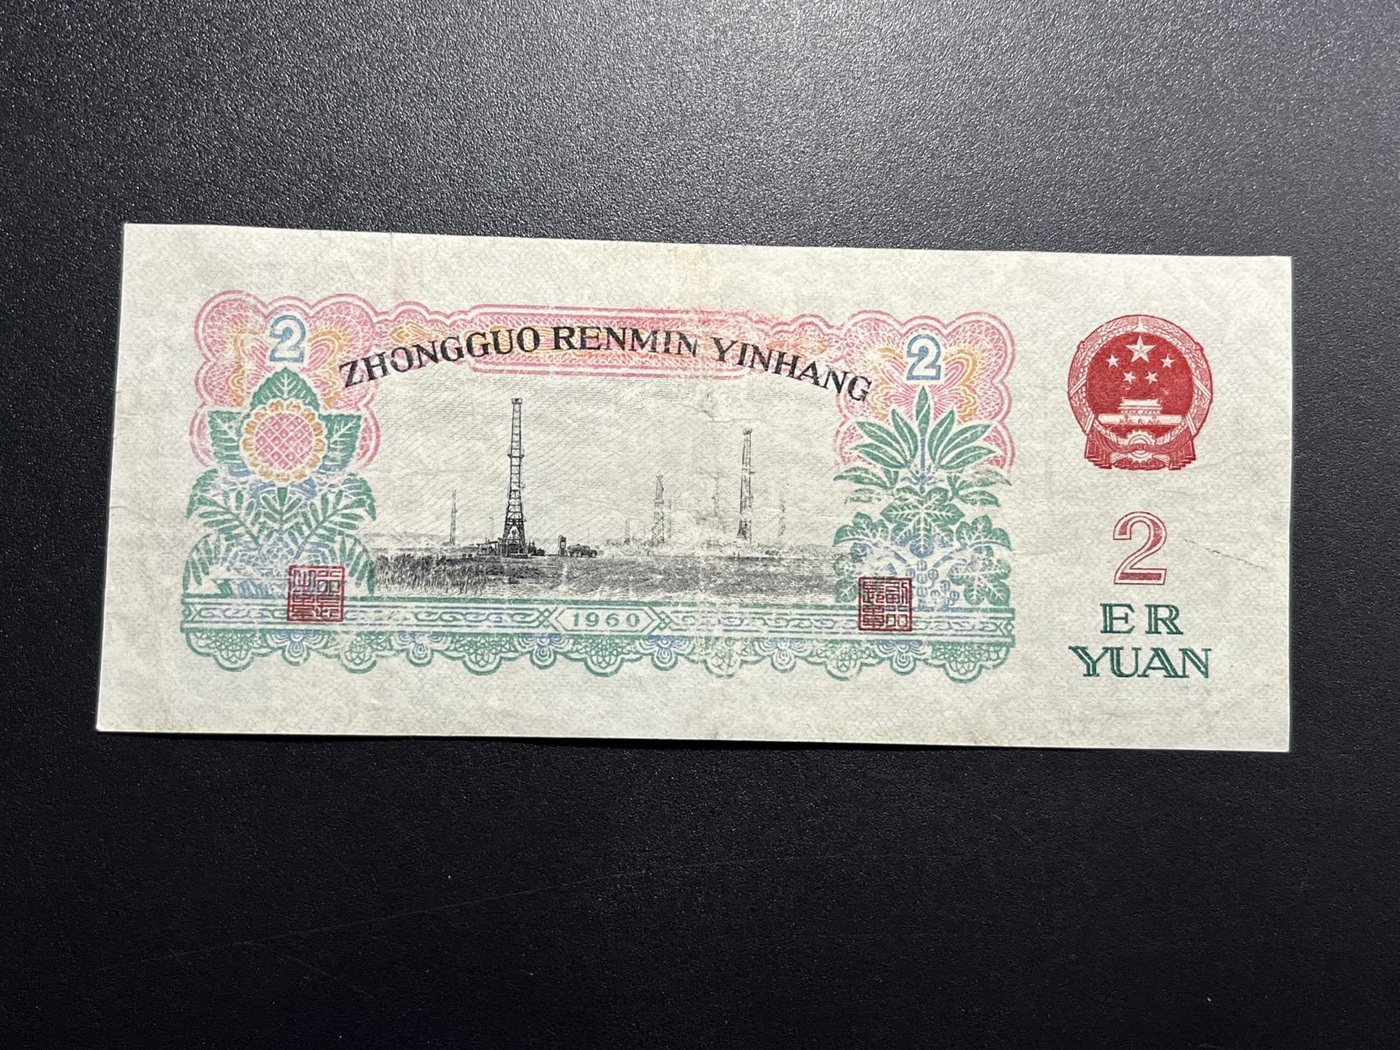 2
2
ZHONGGUO RENMIN YINHANG
2
ER
YUAN
1960